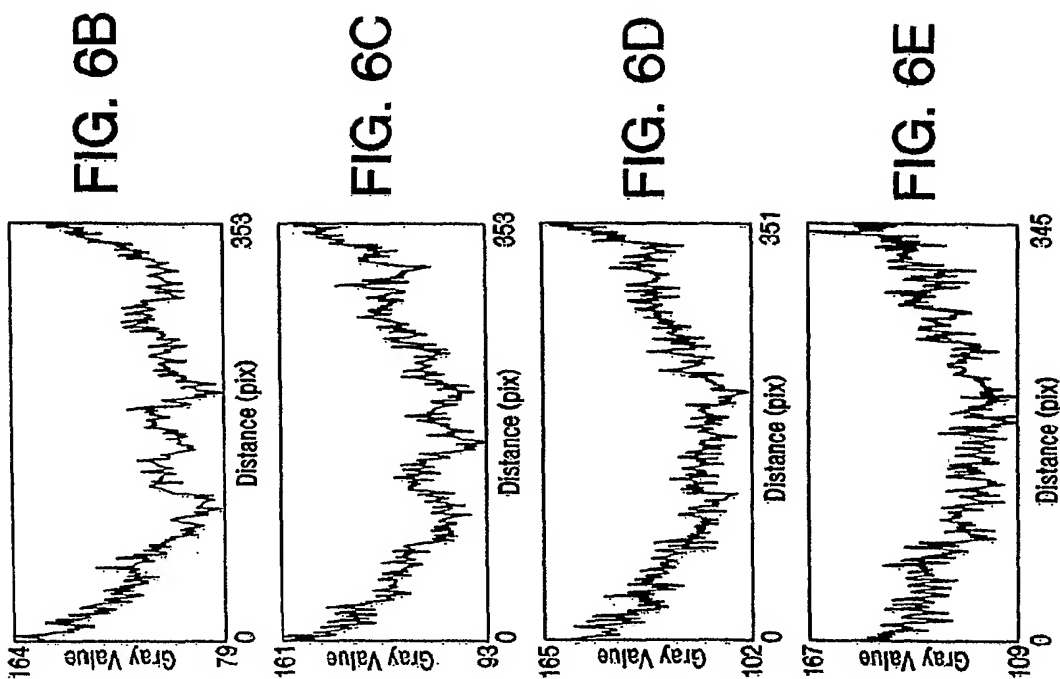 FIG. 6B
164
Gray Value
79
0
Distance (pix)
353
FIG. 6C
161
Gray Value
93
0
Distance (pix)
353
FIG. 6D
165
Gray Value
102
0
Distance (pix)
351
FIG. 6E
167
Gray Value
109
0
Distance (pix)
345